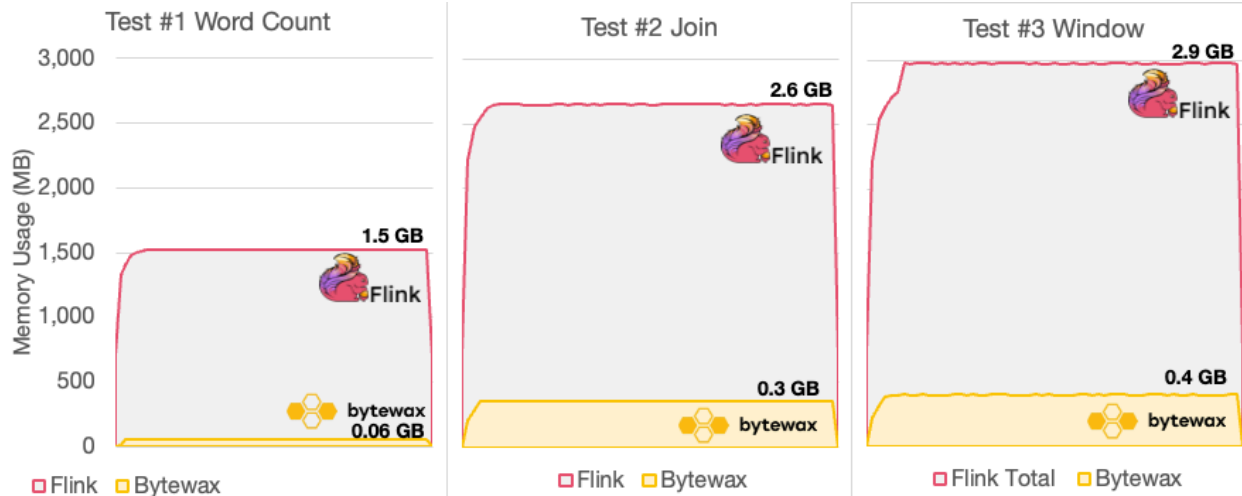 Test #1 Word Count
Memory Usage (MB)
3,000
2,500
2,000
1,500
1,000
500
0
1.5 GB
Flink
bytewax
0.06 GB
Flink Bytewax
Test #2 Join
2.6 GB
Flink
0.3 GB
bytewax
Flink Bytewax
Test #3 Window
2.9 GB
Flink
0.4 GB
bytewax
Flink Total Bytewax